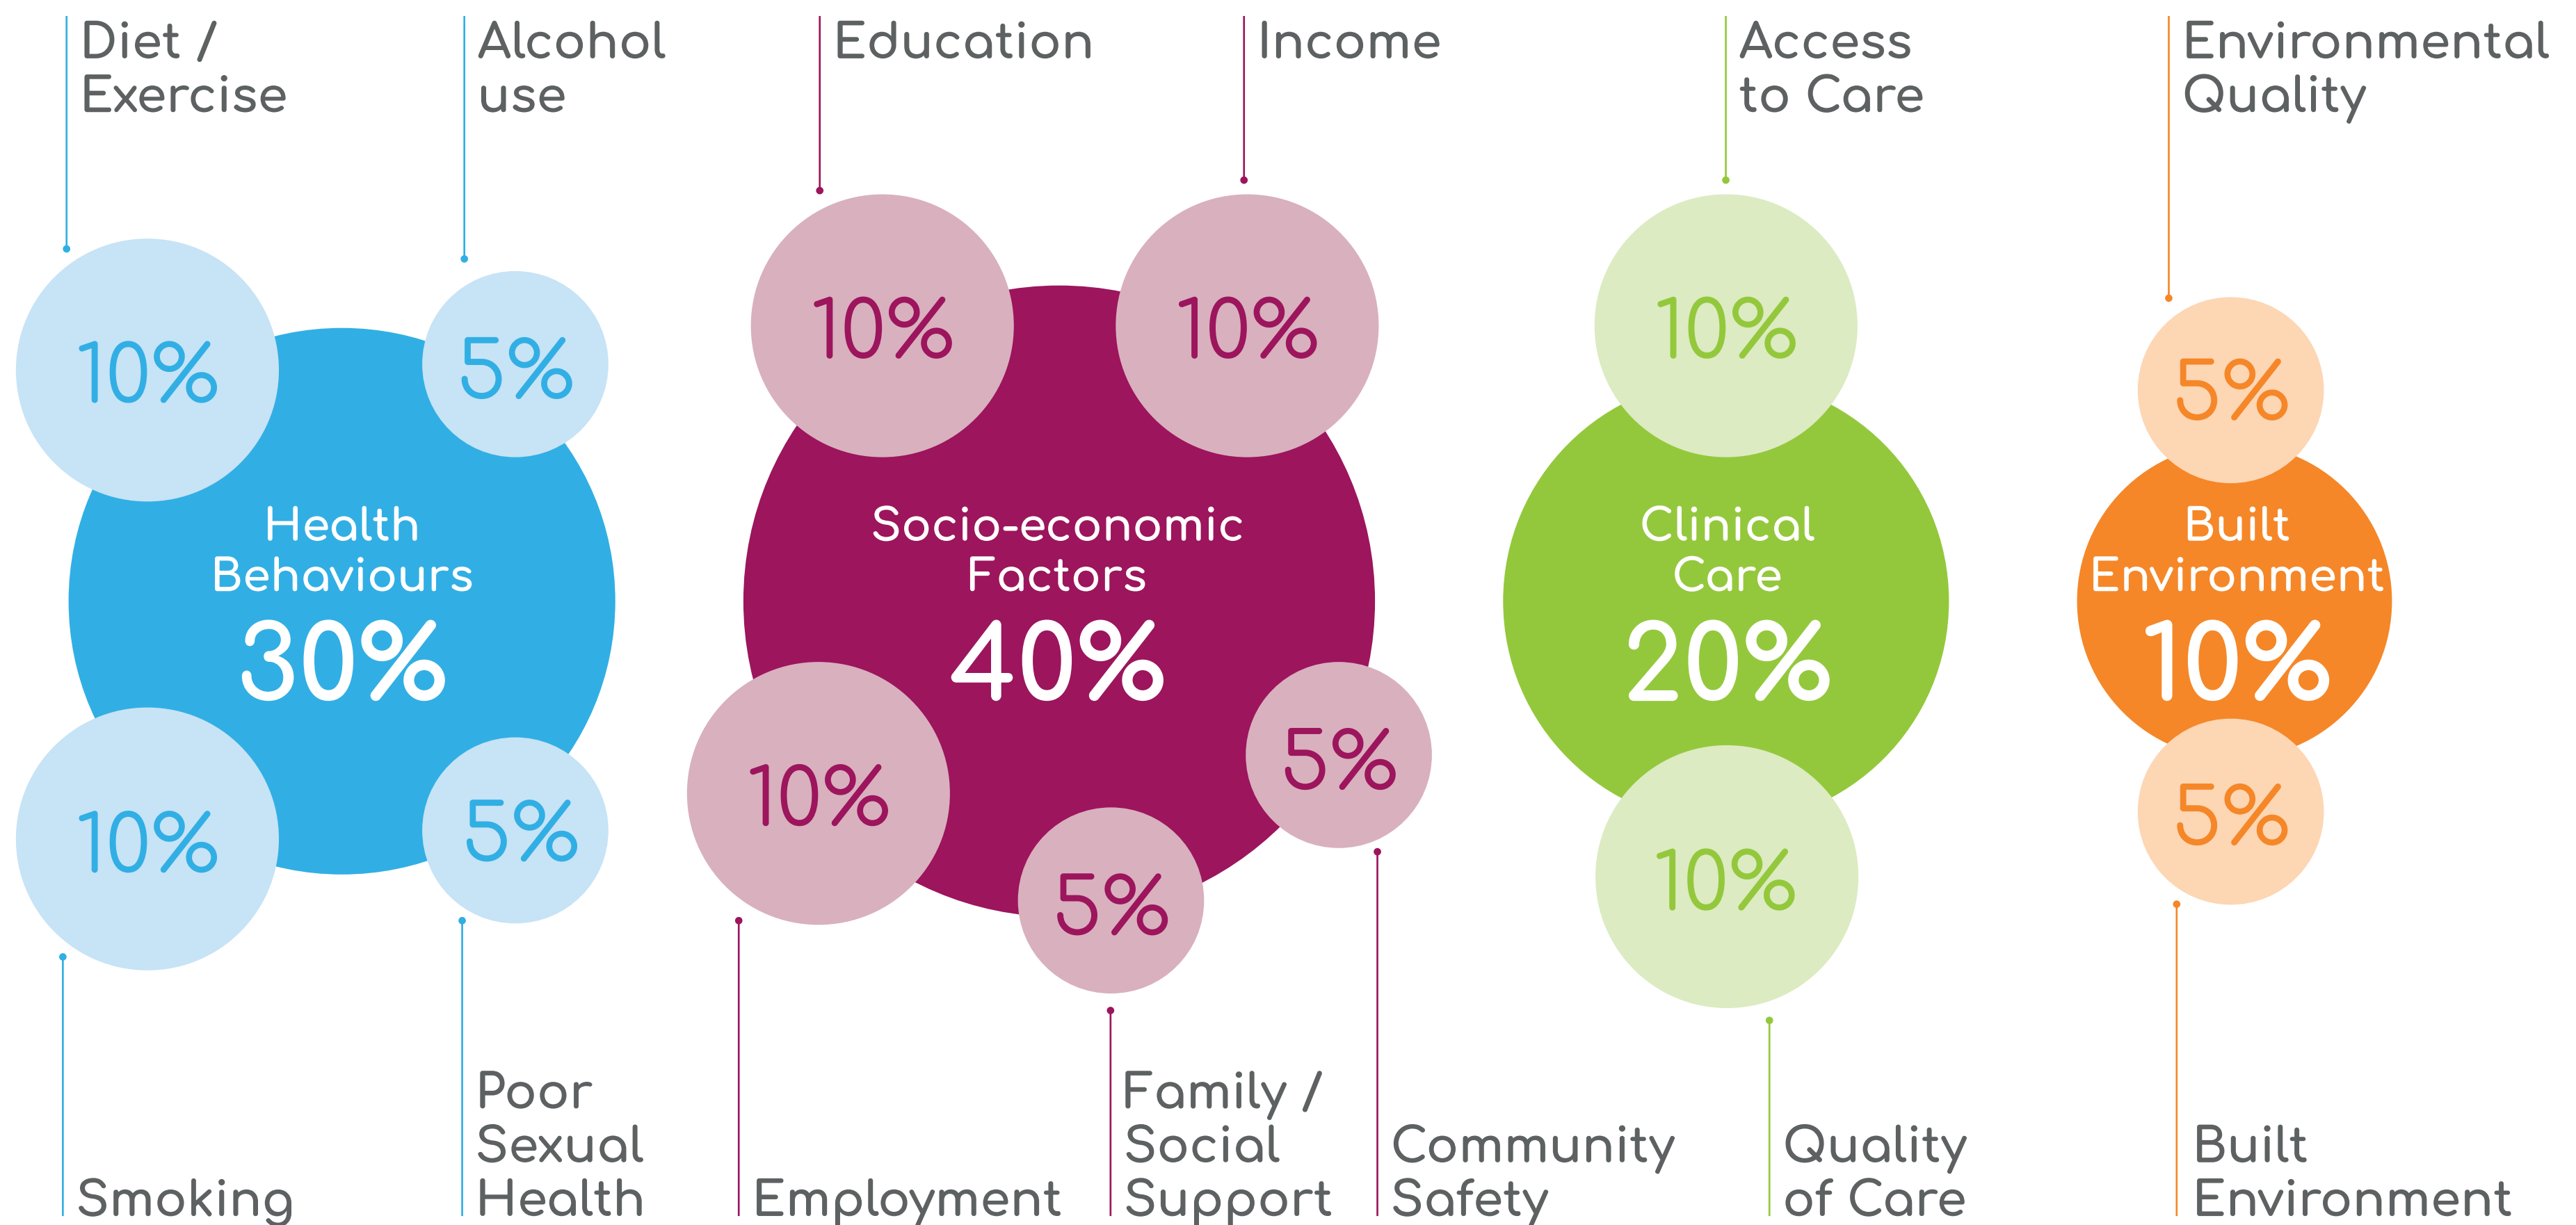 Diet /
Exercise
Alcohol
use
Education
Income
Access
to Care
Environmental
Quality
10%
5%
10%
10%
10%
5%
Health
Behaviours
30%
Socio-economic
Factors
40%
Clinical
Care
20%
Built
Environment
10%
10%
5%
10%
5%
5%
10%
5%
Smoking
Poor
Sexual
Health
Employment
Family /
Social
Support
Community
Safety
Quality
of Care
Built
Environment